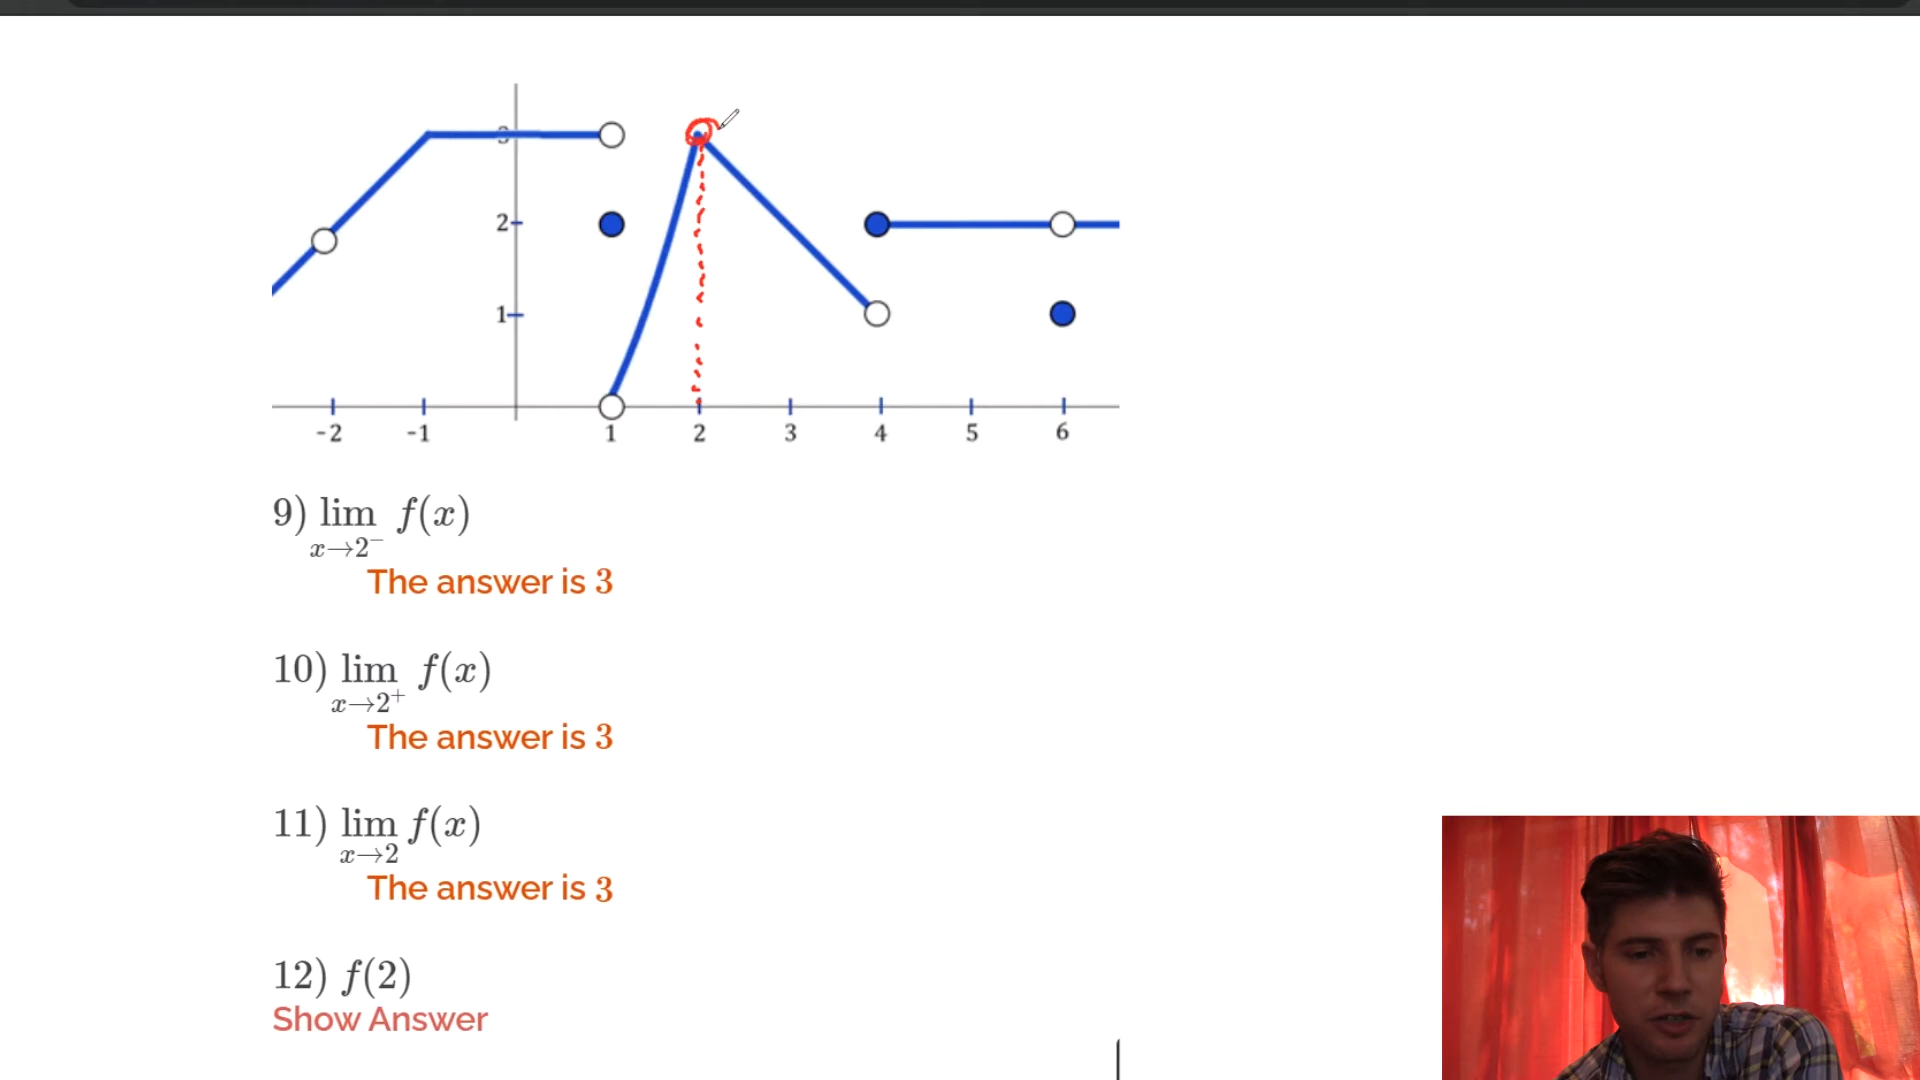 3
2
1
-2 -1 1 2 3 4 5 6
9) lim f(x)
x→2⁻
The answer is 3
10) lim f(x)
x→2⁺
The answer is 3
11) lim f(x)
x→2
The answer is 3
12) f(2)
Show Answer